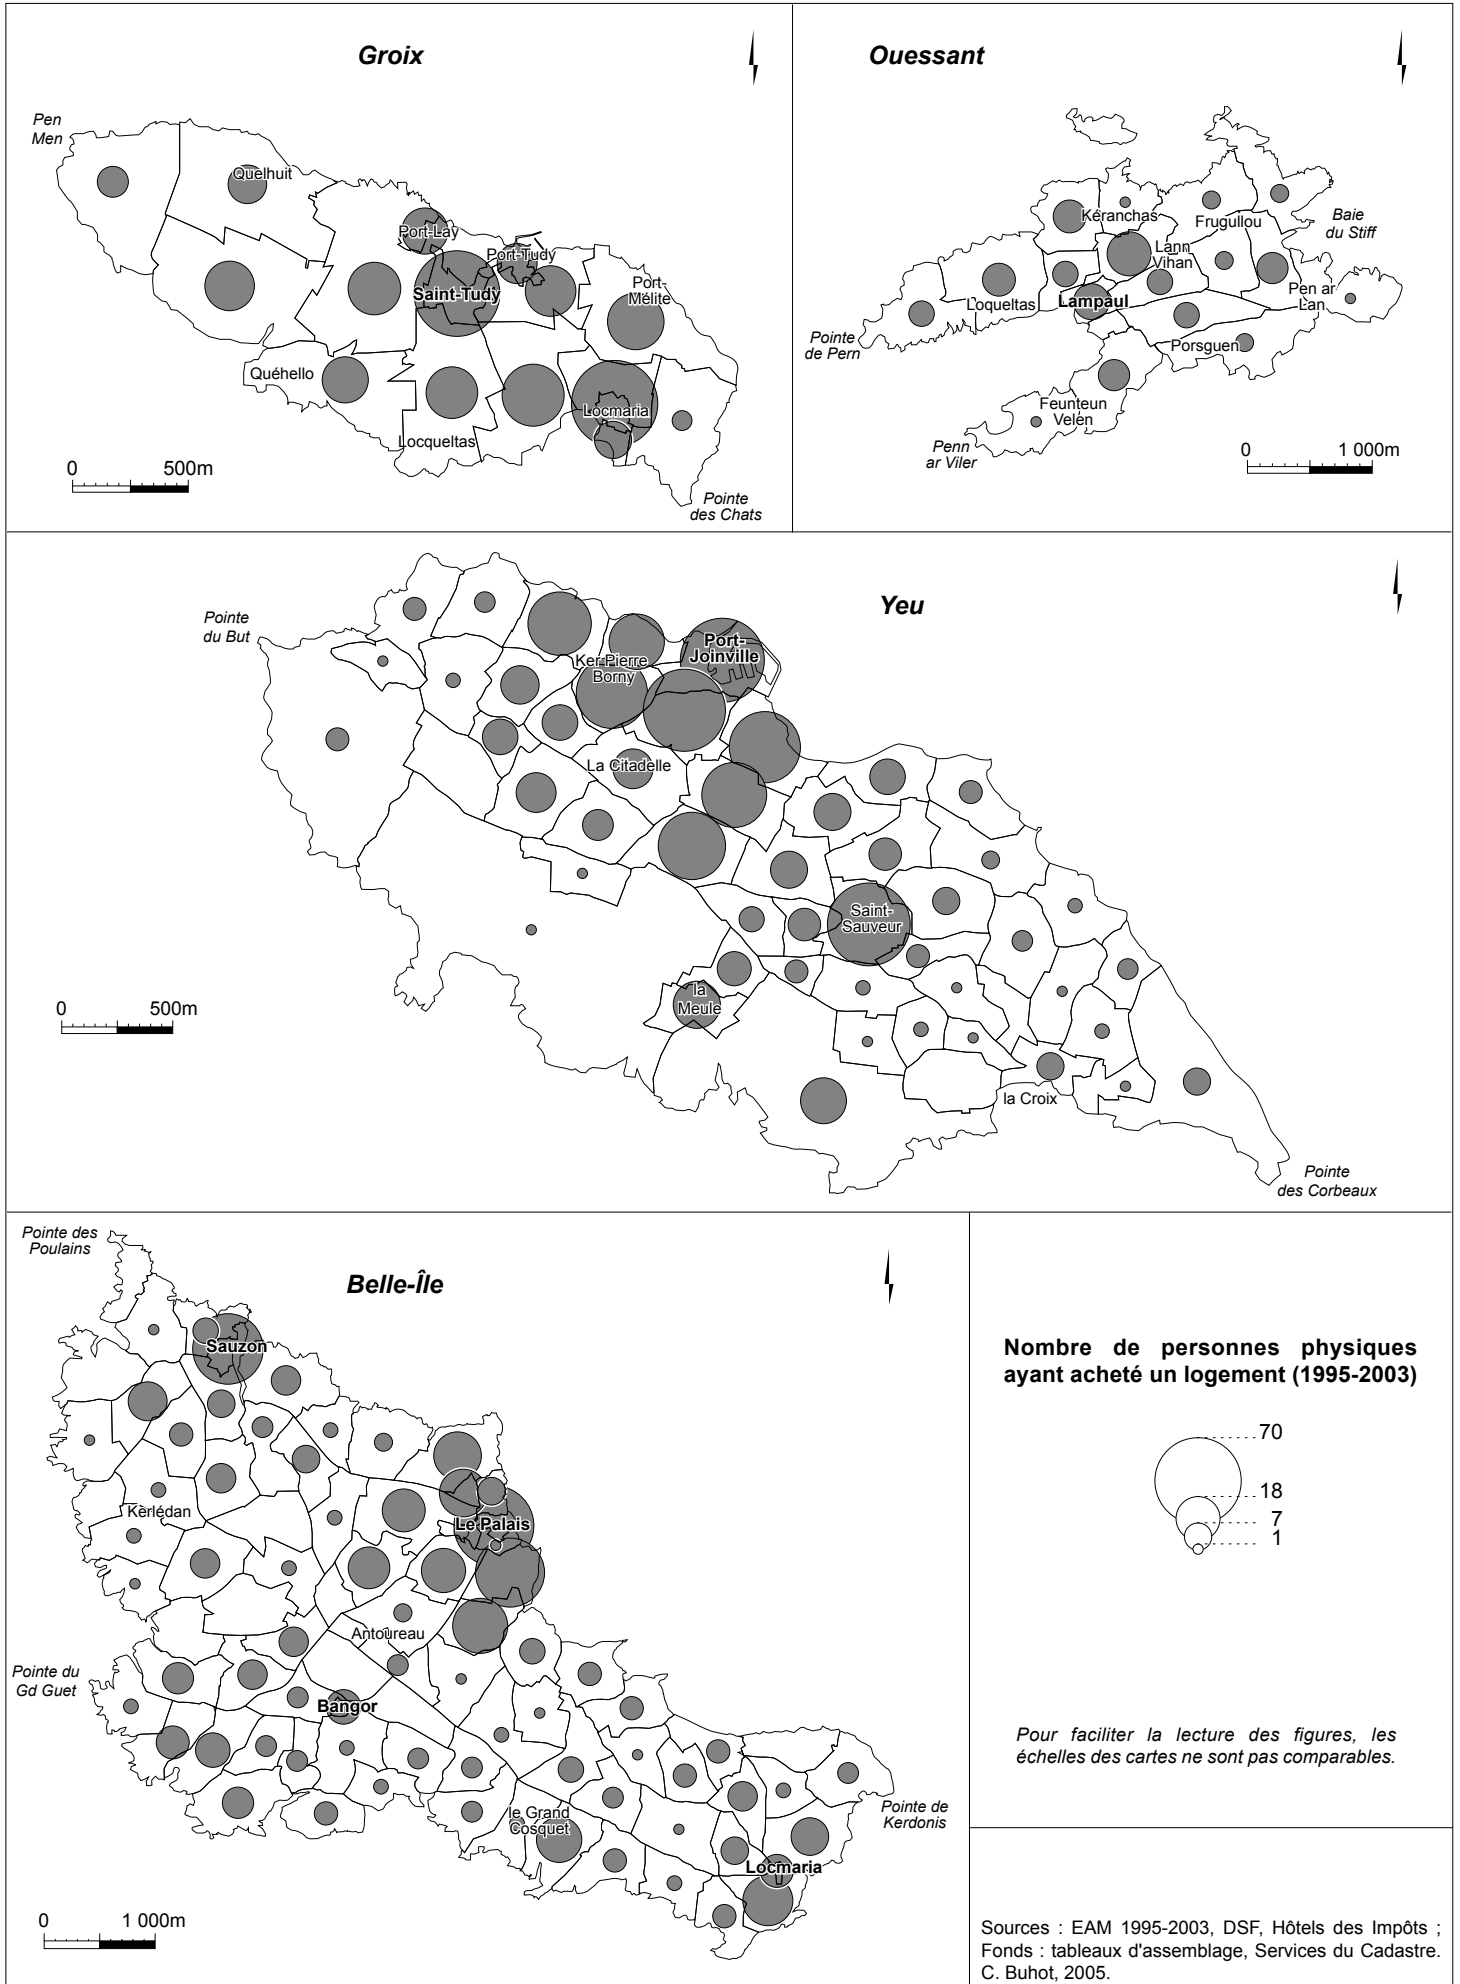 Groix
Pen
Men
Quelhuit
Port-Lay
Port-Tudy
Saint-Tudy
Port-
Mélite
Quéhello
Locmaria
Locqueltas
0 500m
Pointe
des Chats
Ouessant
Kéranchas
Frugullou
Baie
du Stiff
Lann
Vihan
Pen ar
Lan
Loqueltas
Lampaul
Pointe
de Pern
Porsguen
Feunteun
Velen
Penn
ar Viler
0 1 000m
Yeu
Pointe
du But
Port-
Joinville
Ker Pierre
Borny
La Citadelle
Saint-
Sauveur
la
Meule
0 500m
la Croix
Pointe
des Corbeaux
Belle-Île
Pointe des
Poulains
Sauzon
Kerlédan
Le Palais
Antoureau
Pointe du
Gd Guet
Bangor
le Grand
Cosquet
Pointe de
Kerdonis
Locmaria
0 1 000m
Nombre de personnes physiques
ayant acheté un logement (1995-2003)
70
18
7
1
Pour faciliter la lecture des figures, les
échelles des cartes ne sont pas comparables.
Sources : EAM 1995-2003, DSF, Hôtels des Impôts ;
Fonds : tableaux d'assemblage, Services du Cadastre.
C. Buhot, 2005.